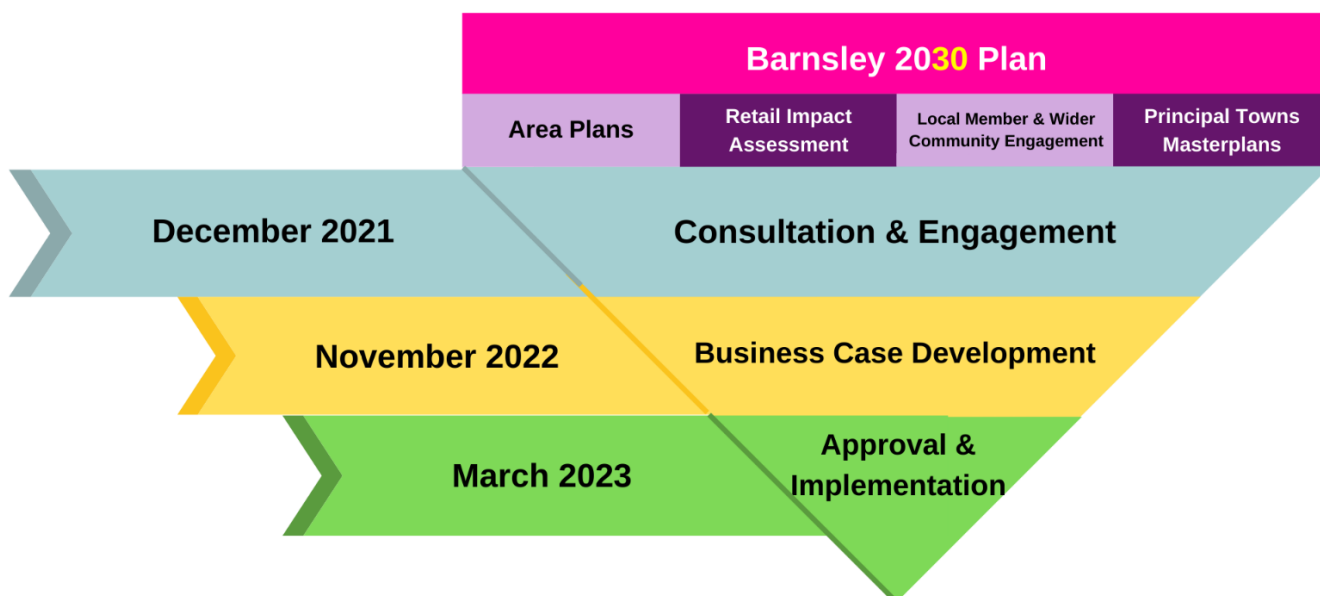 Barnsley 2030 Plan
Area Plans
Retail Impact
Assessment
Local Member & Wider
Community Engagement
Principal Towns
Masterplans
December 2021
Consultation & Engagement
November 2022
Business Case Development
March 2023
Approval &
Implementation